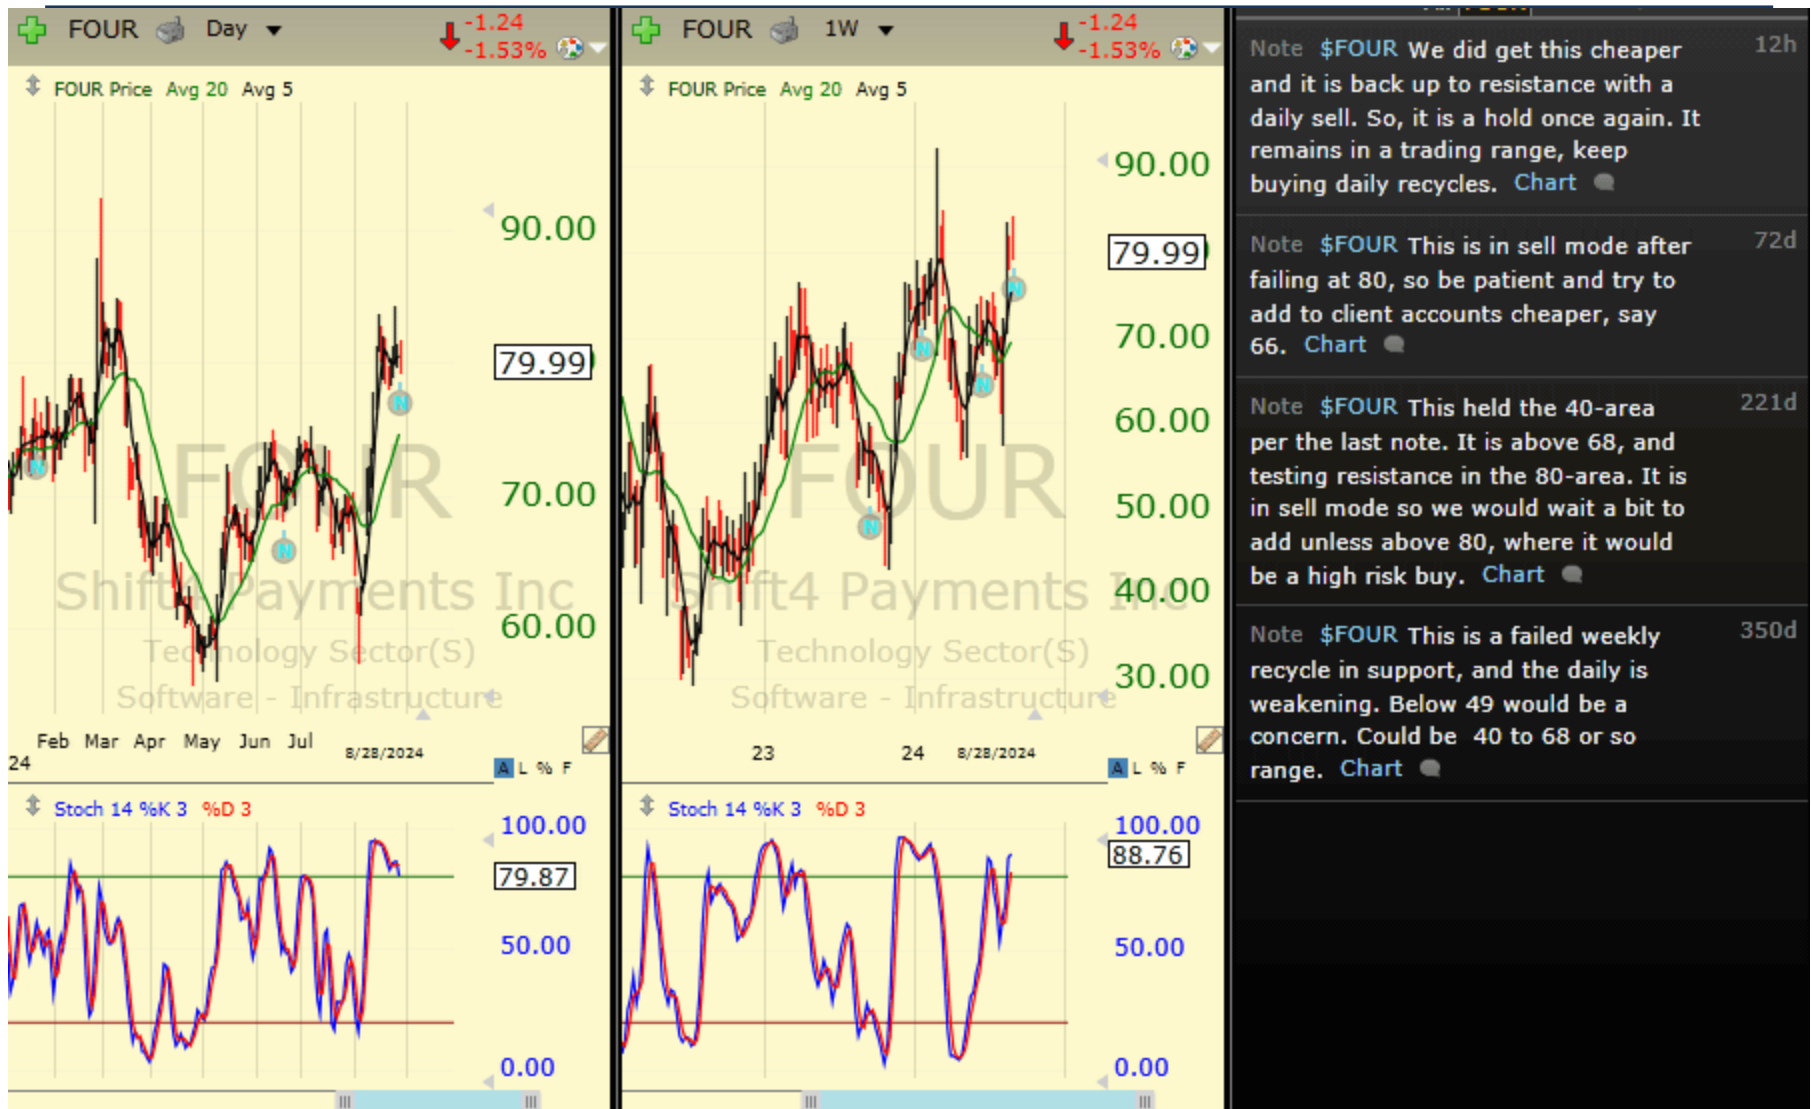 FOUR Day -1.24
-1.53%
FOUR Price Avg 20 Avg 5
90.00
79.99
70.00
60.00
FOUR
Shift4 Payments Inc
Technology Sector(S)
Software - Infrastructure
Feb Mar Apr May Jun Jul 8/28/2024
24
A L % F
Stoch 14 %K 3 %D 3
100.00
79.87
50.00
0.00
N
N
N
FOUR 1W -1.24
-1.53%
FOUR Price Avg 20 Avg 5
90.00
79.99
70.00
60.00
50.00
40.00
30.00
FOUR
Shift4 Payments Inc
Technology Sector(S)
Software - Infrastructure
23 24 8/28/2024
A L % F
Stoch 14 %K 3 %D 3
100.00
88.76
50.00
0.00
N
N
N
N
Note $FOUR We did get this cheaper 12h
and it is back up to resistance with a
daily sell. So, it is a hold once again. It
remains in a trading range, keep
buying daily recycles. Chart
Note $FOUR This is in sell mode after 72d
failing at 80, so be patient and try to
add to client accounts cheaper, say
66. Chart
Note $FOUR This held the 40-area 221d
per the last note. It is above 68, and
testing resistance in the 80-area. It is
in sell mode so we would wait a bit to
add unless above 80, where it would
be a high risk buy. Chart
Note $FOUR This is a failed weekly 350d
recycle in support, and the daily is
weakening. Below 49 would be a
concern. Could be 40 to 68 or so
range. Chart